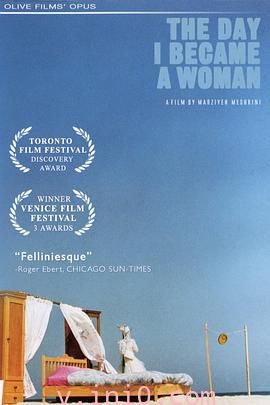 OLIVE FILMS' OPUS
THE DAY
I BECAME
A WOMAN
A FILM BY MARZIYEH MESHKINI
TORONTO
FILM FESTIVAL
DISCOVERY
AWARD
WINNER
VENICE FILM
FESTIVAL
3 AWARDS
"Felliniesque"
-Roger Ebert, CHICAGO SUN-TIMES